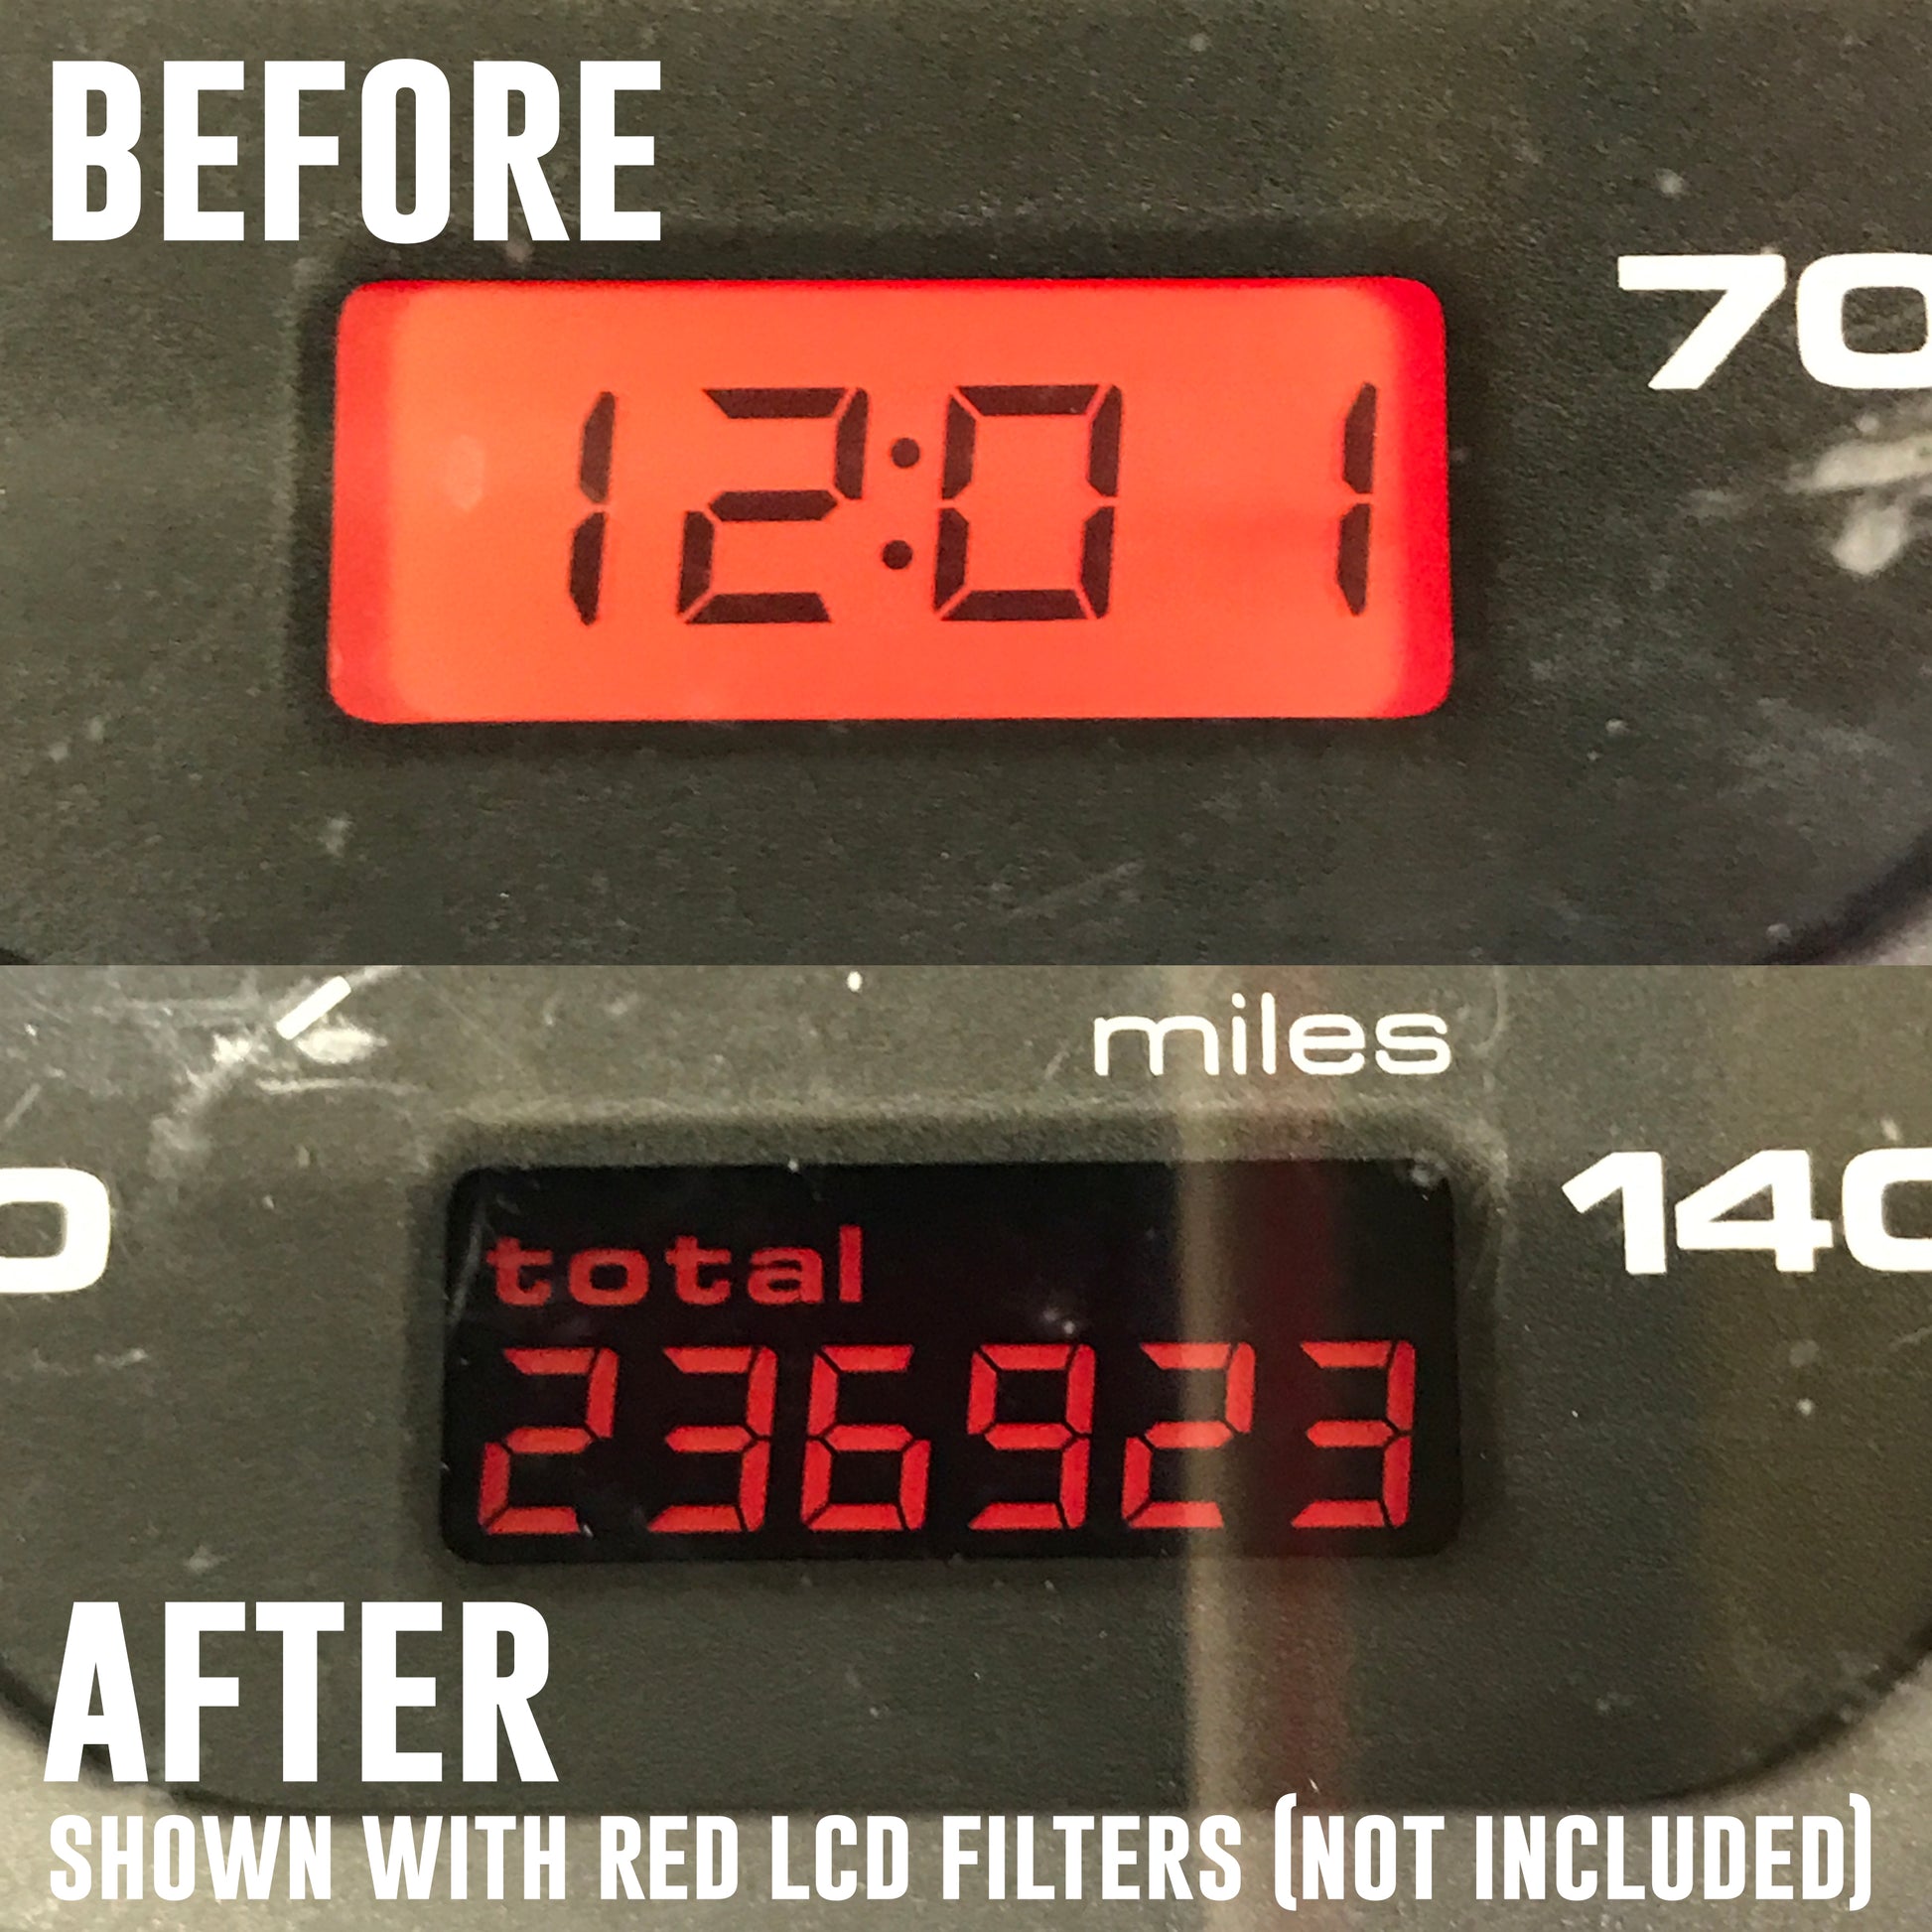 BEFORE
70
12:01
miles
0
140
total
236923
AFTER
SHOWN WITH RED LCD FILTERS (NOT INCLUDED)